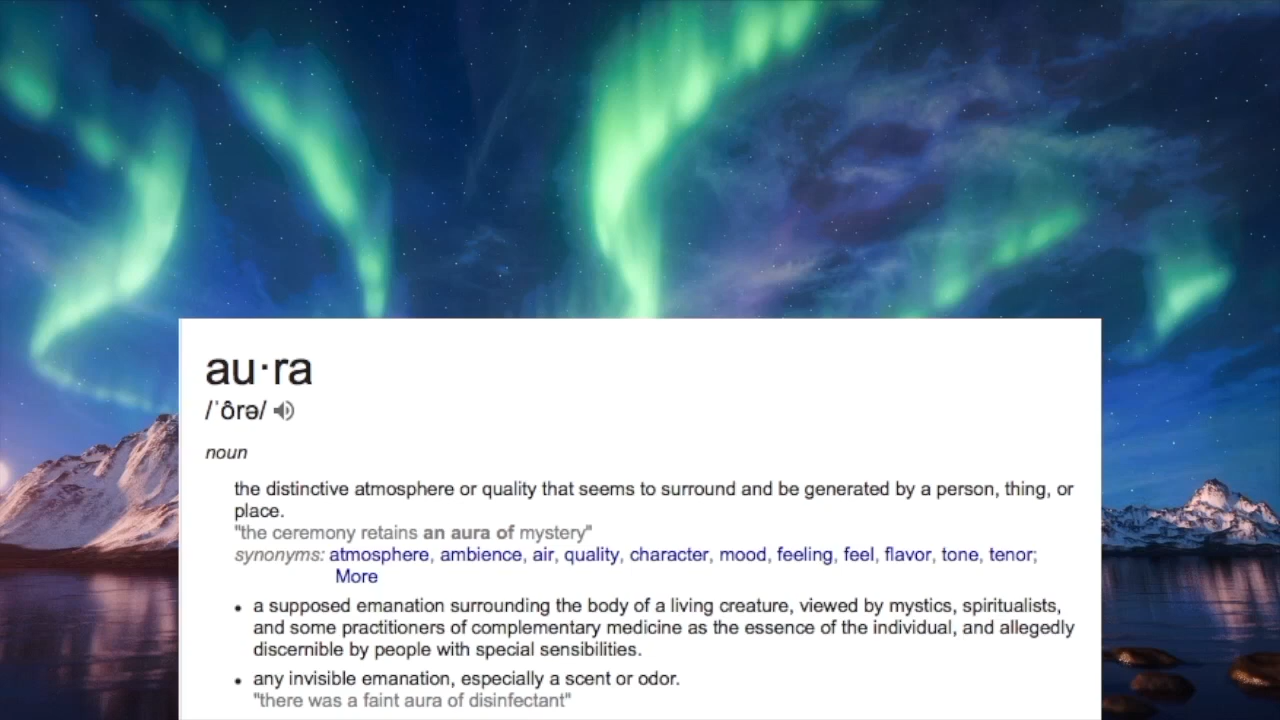 au·ra
/ˈôrə/
noun
the distinctive atmosphere or quality that seems to surround and be generated by a person, thing, or
place.
"the ceremony retains an aura of mystery"
synonyms: atmosphere, ambience, air, quality, character, mood, feeling, feel, flavor, tone, tenor;
More
• a supposed emanation surrounding the body of a living creature, viewed by mystics, spiritualists,
and some practitioners of complementary medicine as the essence of the individual, and allegedly
discernible by people with special sensibilities.
• any invisible emanation, especially a scent or odor.
"there was a faint aura of disinfectant"